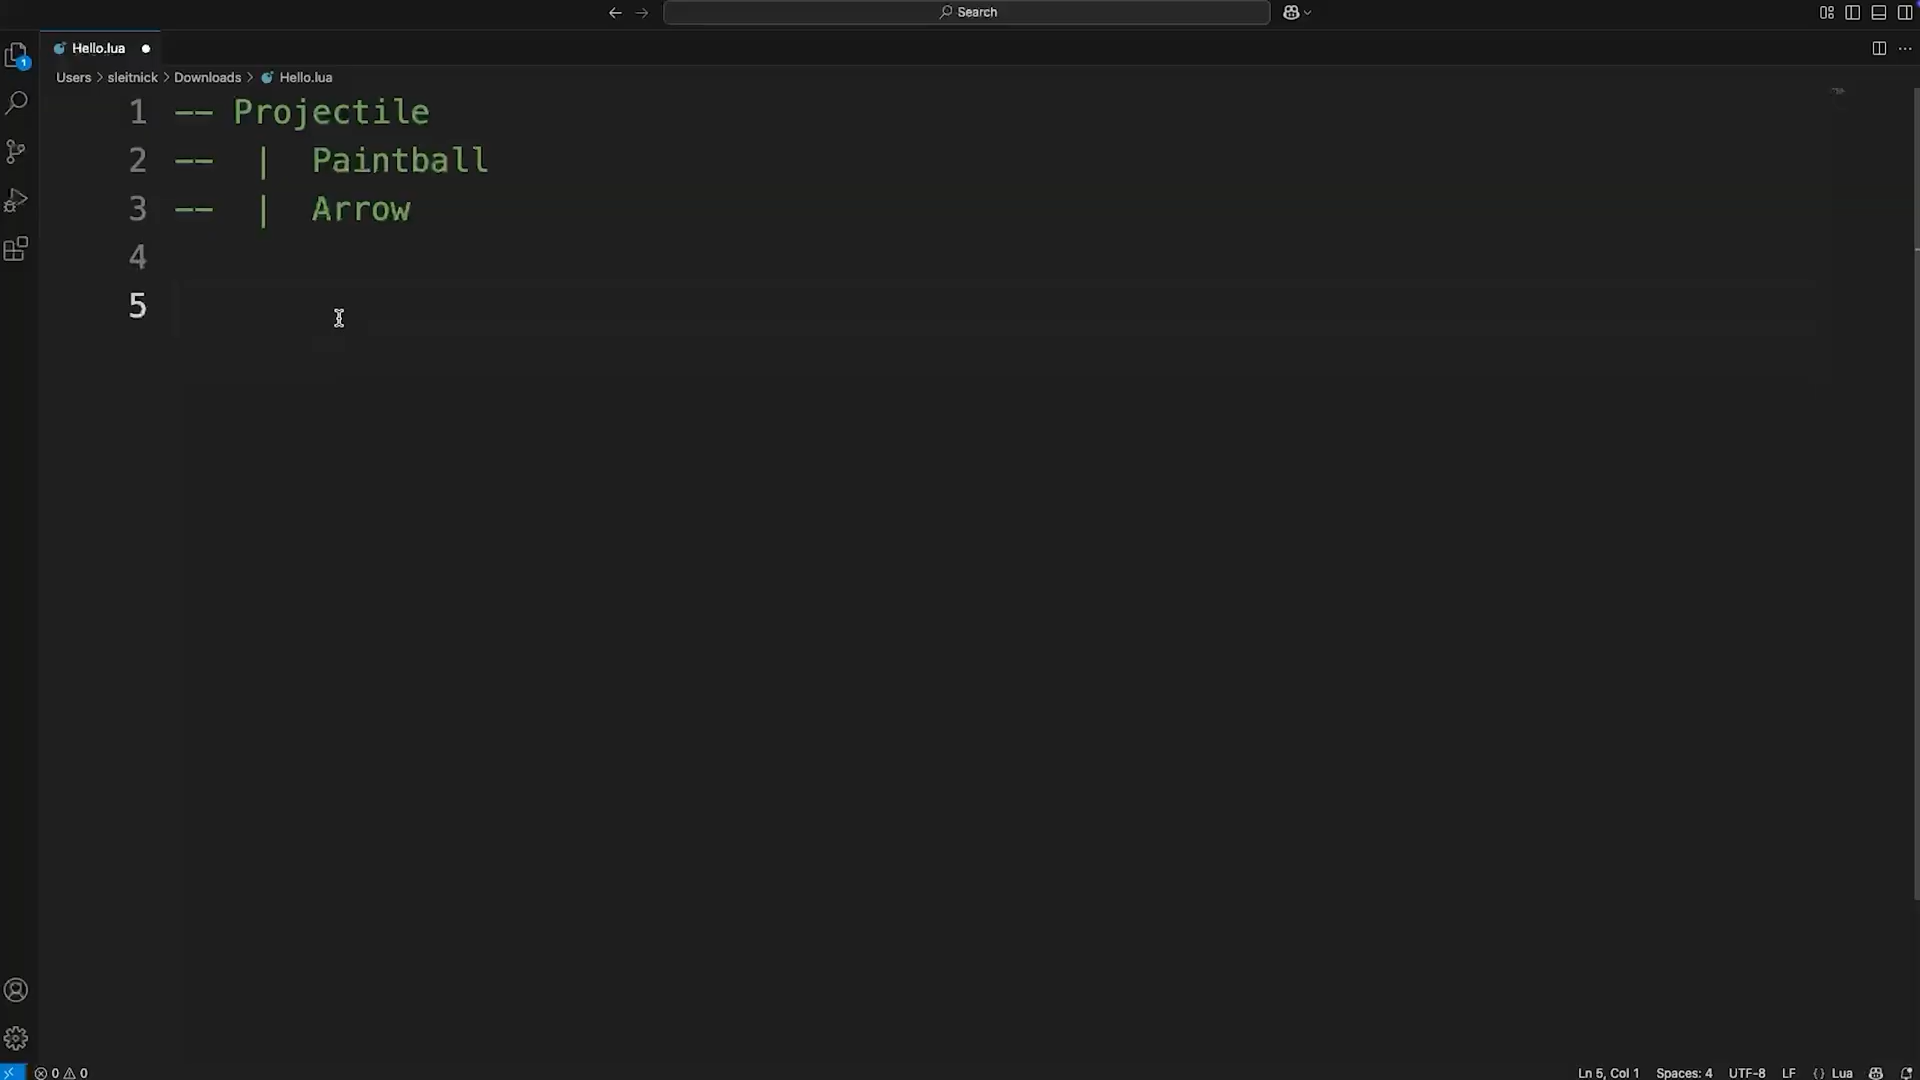 Search
Hello.lua
Users > sleitnick > Downloads > Hello.lua
1
1 -- Projectile
2 --  |  Paintball
3 --  |  Arrow
4
5
0 0
Ln 5, Col 1 Spaces: 4 UTF-8 LF {} Lua